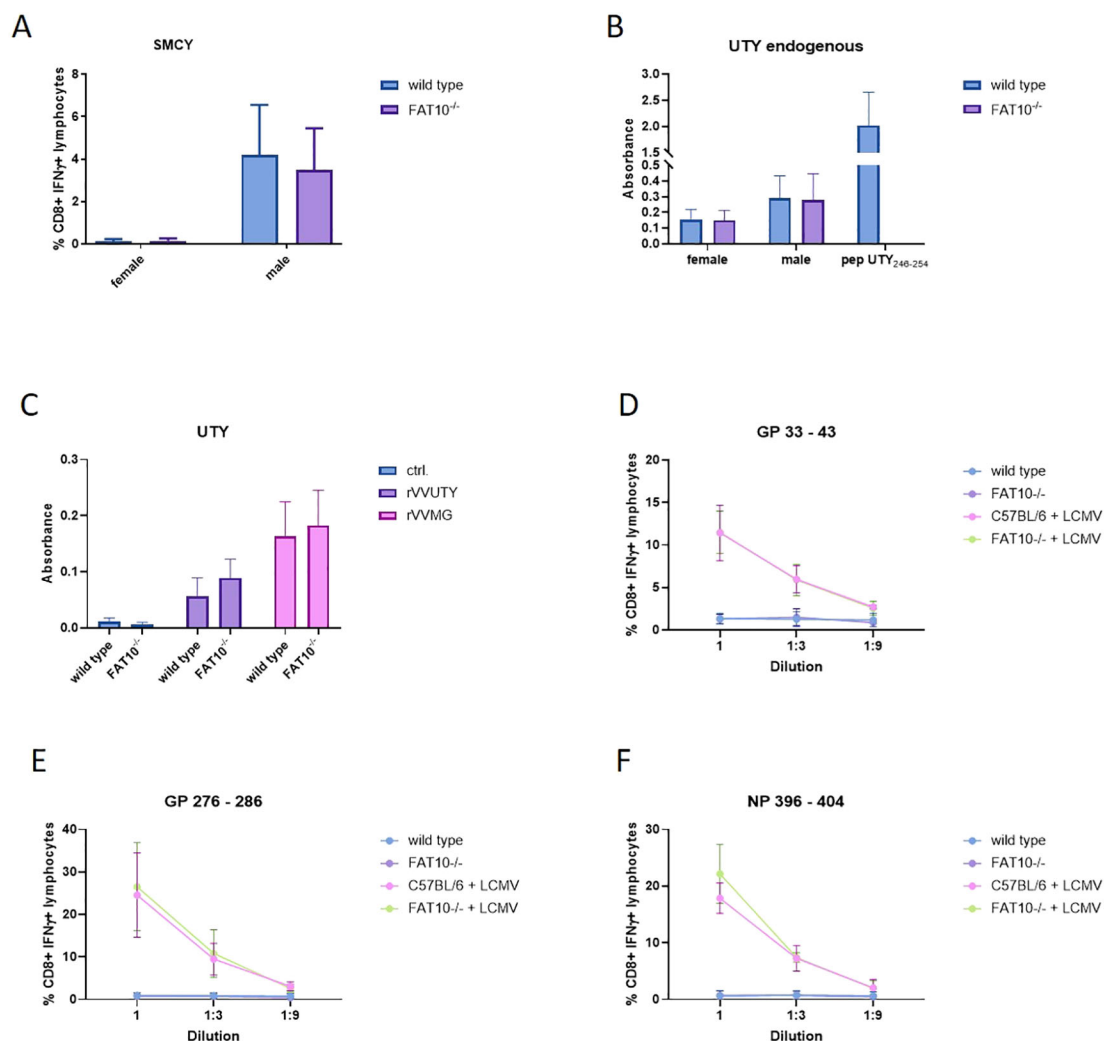 A
SMCY
% CD8+ IFNγ+ lymphocytes
8
6
4
2
0
female
male
wild type
FAT10-/-
B
UTY endogenous
Absorbance
3.0
2.5
2.0
1.5
0.5
0.4
0.3
0.2
0.1
0.0
female
male
pep UTY246-254
wild type
FAT10-/-
C
UTY
Absorbance
0.3
0.2
0.1
0.0
wild type
FAT10-/-
wild type
FAT10-/-
wild type
FAT10-/-
ctrl.
rVVUTY
rVVMG
D
GP 33 - 43
% CD8+ IFNγ+ lymphocytes
20
15
10
5
0
1
1:3
1:9
Dilution
wild type
FAT10-/-
C57BL/6 + LCMV
FAT10-/- + LCMV
E
GP 276 - 286
% CD8+ IFNγ+ lymphocytes
40
30
20
10
0
1
1:3
1:9
Dilution
wild type
FAT10-/-
C57BL/6 + LCMV
FAT10-/- + LCMV
F
NP 396 - 404
% CD8+ IFNγ+ lymphocytes
30
20
10
0
1
1:3
1:9
Dilution
wild type
FAT10-/-
C57BL/6 + LCMV
FAT10-/- + LCMV